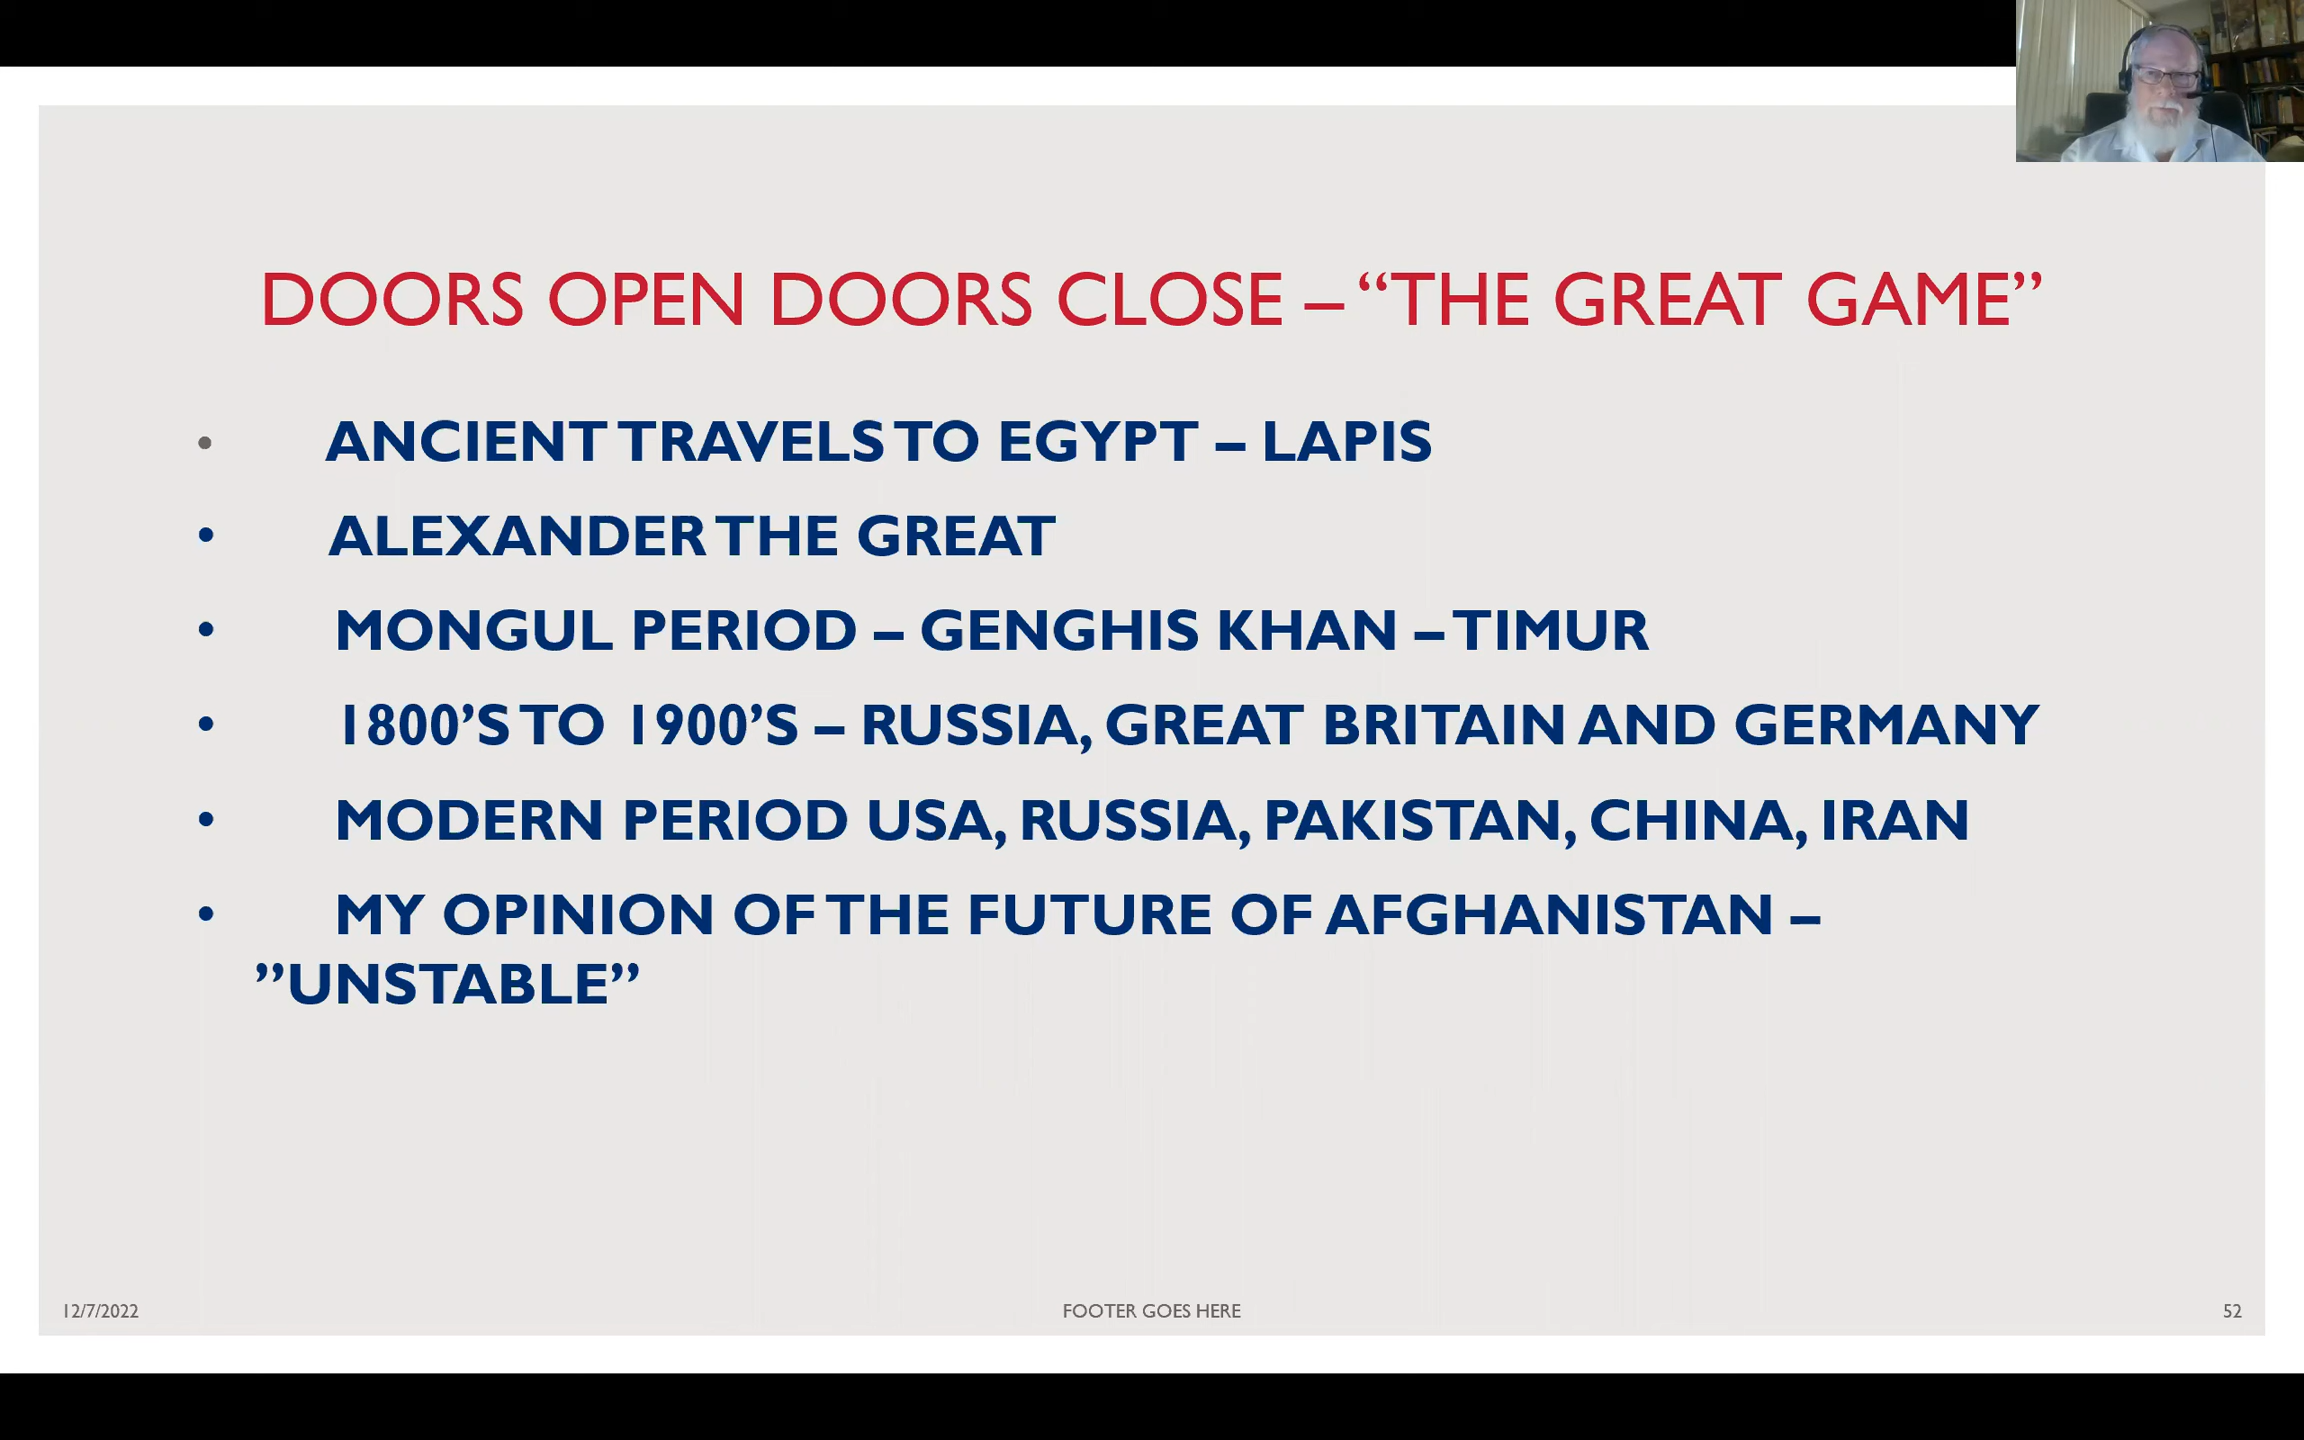 DOORS OPEN DOORS CLOSE – “THE GREAT GAME”
• ANCIENT TRAVELS TO EGYPT – LAPIS
• ALEXANDER THE GREAT
• MONGUL PERIOD – GENGHIS KHAN – TIMUR
• 1800’S TO 1900’S – RUSSIA, GREAT BRITAIN AND GERMANY
• MODERN PERIOD USA, RUSSIA, PAKISTAN, CHINA, IRAN
• MY OPINION OF THE FUTURE OF AFGHANISTAN –
”UNSTABLE”
12/7/2022
FOOTER GOES HERE
52